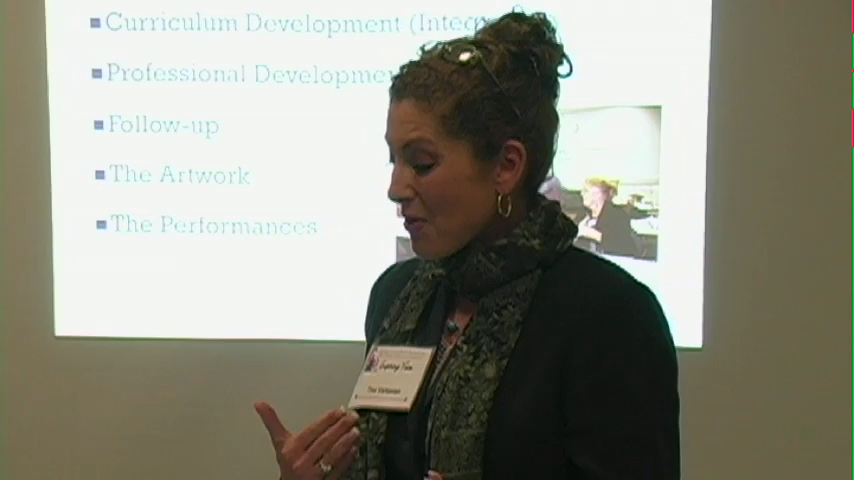 Curriculum Development (Integ
Professional Developme
Follow-up
The Artwork
The Performances